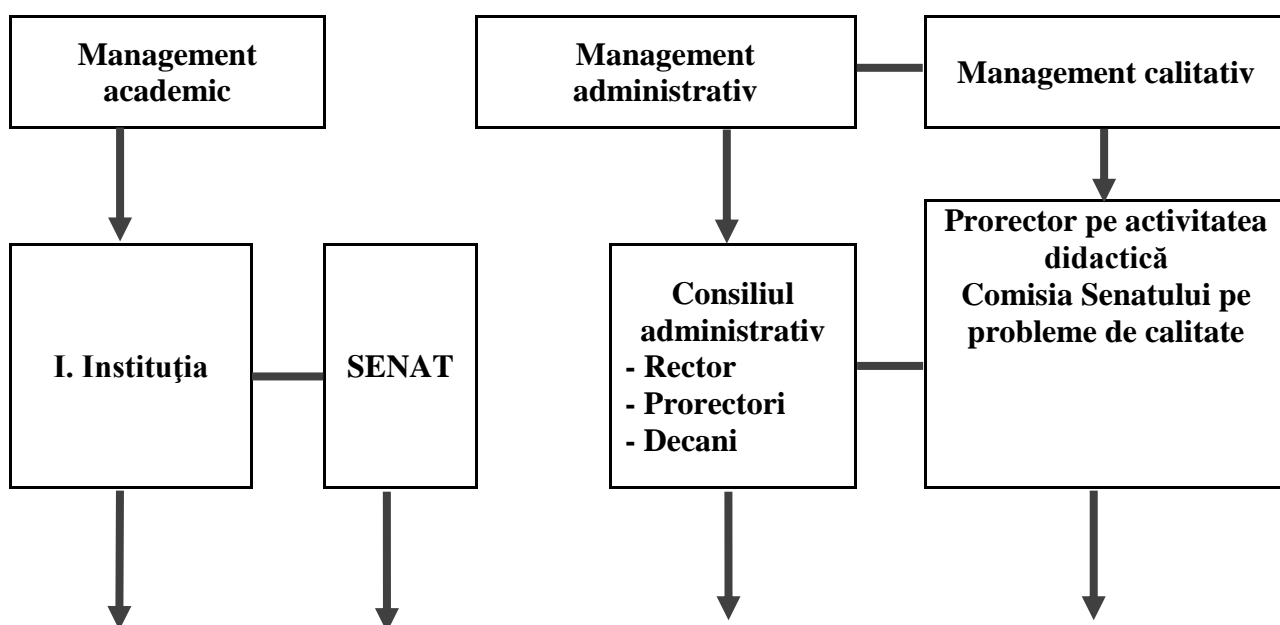 Management
academic
Management
administrativ
Management calitativ
I. Instituţia
SENAT
Consiliul
administrativ
- Rector
- Prorectori
- Decani
Prorector pe activitatea
didactică
Comisia Senatului pe
probleme de calitate